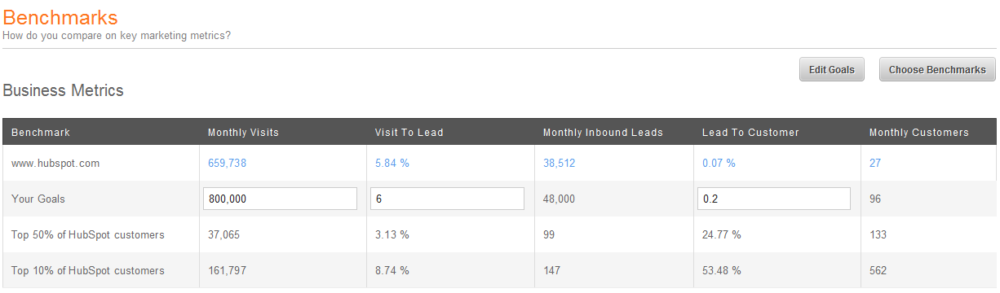 Benchmarks
How do you compare on key marketing metrics?
Edit Goals Choose Benchmarks
Business Metrics
Benchmark Monthly Visits Visit To Lead Monthly Inbound Leads Lead To Customer Monthly Customers
www.hubspot.com 659,738 5.84 % 38,512 0.07 % 27
Your Goals 800,000 6 48,000 0.2 96
Top 50% of HubSpot customers 37,065 3.13 % 99 24.77 % 133
Top 10% of HubSpot customers 161,797 8.74 % 147 53.48 % 562